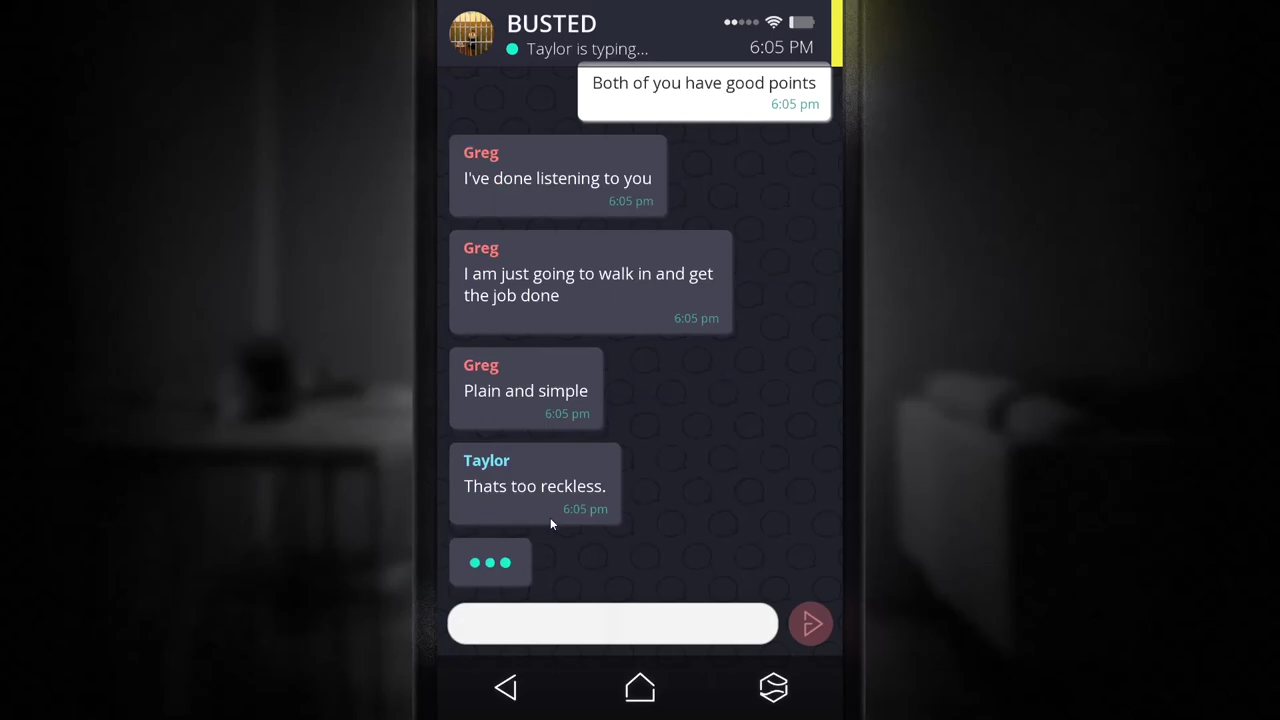 BUSTED
Taylor is typing...
6:05 PM
Both of you have good points
6:05 pm
Greg
I've done listening to you
6:05 pm
Greg
I am just going to walk in and get
the job done
6:05 pm
Greg
Plain and simple
6:05 pm
Taylor
Thats too reckless.
6:05 pm